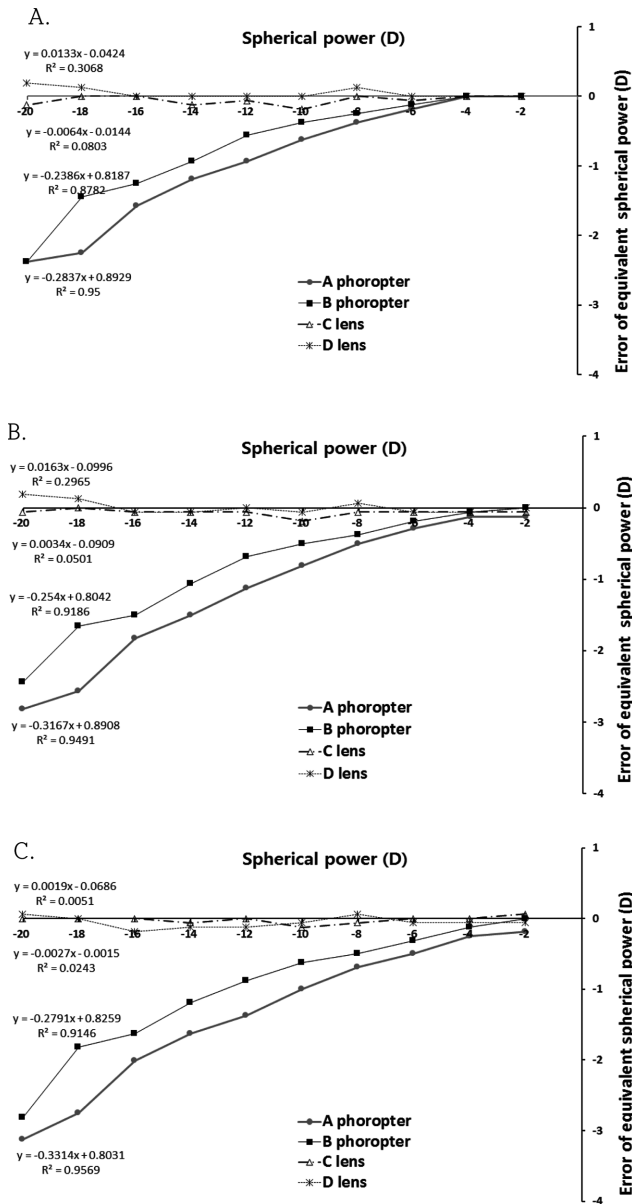 A.
Spherical power (D)
y = 0.0133x - 0.0424
R² = 0.3068
1
0
-1
-2
-3
-4
Error of equivalent spherical power (D)
-20 -18 -16 -14 -12 -10 -8 -6 -4 -2
y = -0.0064x - 0.0144
R² = 0.0803
y = -0.2386x + 0.8187
R² = 0.8782
y = -0.2837x + 0.8929
R² = 0.95
A phoropter
B phoropter
C lens
D lens
B.
Spherical power (D)
y = 0.0163x - 0.0996
R² = 0.2965
1
0
-1
-2
-3
-4
Error of equivalent spherical power (D)
-20 -18 -16 -14 -12 -10 -8 -6 -4 -2
y = 0.0034x - 0.0909
R² = 0.0501
y = -0.254x + 0.8042
R² = 0.9186
y = -0.3167x + 0.8908
R² = 0.9491
A phoropter
B phoropter
C lens
D lens
C.
Spherical power (D)
y = 0.0019x - 0.0686
R² = 0.0051
1
0
-1
-2
-3
-4
Error of equivalent spherical power (D)
-20 -18 -16 -14 -12 -10 -8 -6 -4 -2
y = -0.0027x - 0.0015
R² = 0.0243
y = -0.2791x + 0.8259
R² = 0.9146
y = -0.3314x + 0.8031
R² = 0.9569
A phoropter
B phoropter
C lens
D lens